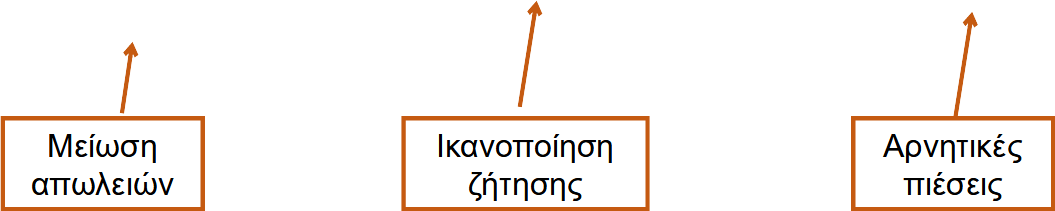 Μείωση
απωλειών
Ικανοποίηση
ζήτησης
Αρνητικές
πιέσεις